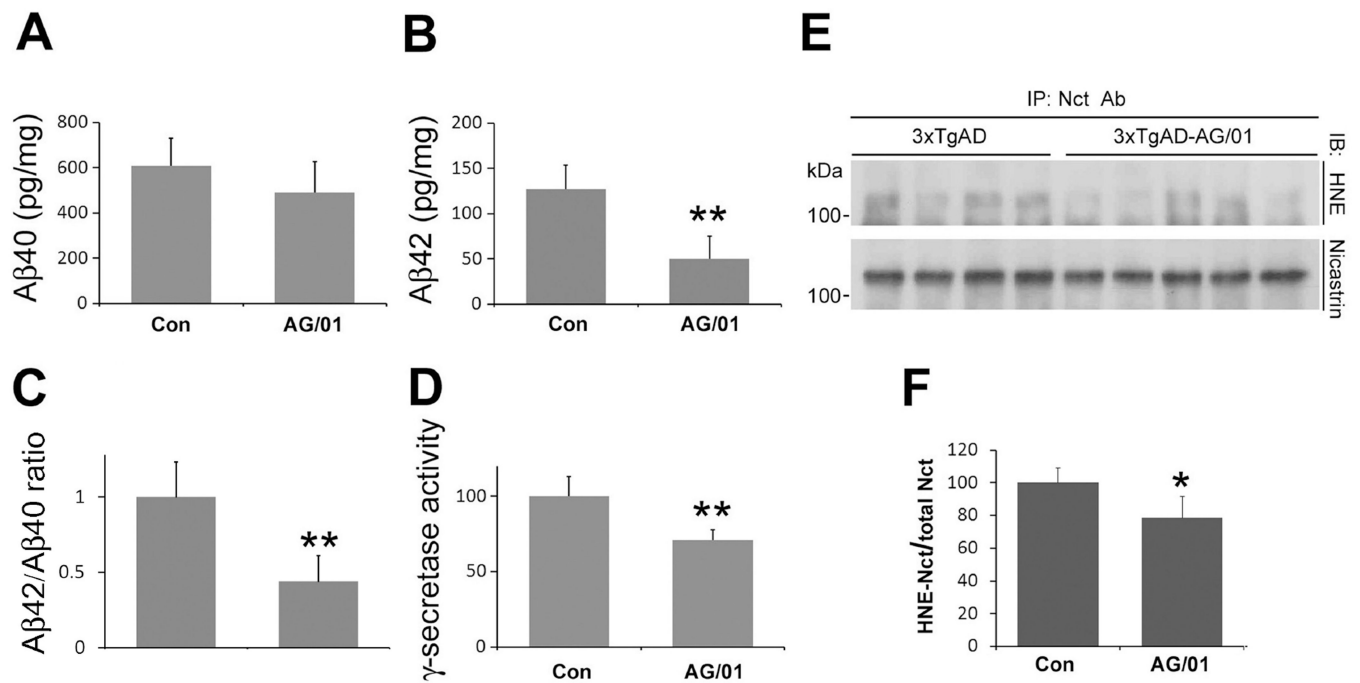 A
Aβ40 (pg/mg)
800
600
400
200
0
Con AG/01
B
Aβ42 (pg/mg)
200
150
100
50
0
**
Con AG/01
E
IP: Nct Ab
3xTgAD 3xTgAD-AG/01
kDa
100-
100-
IB: HNE
Nicastrin
C
Aβ42/Aβ40 ratio
1
0.5
0
**
D
γ-secretase activity
100
50
0
**
Con AG/01
F
HNE-Nct/total Nct
120
100
80
60
40
20
0
*
Con AG/01